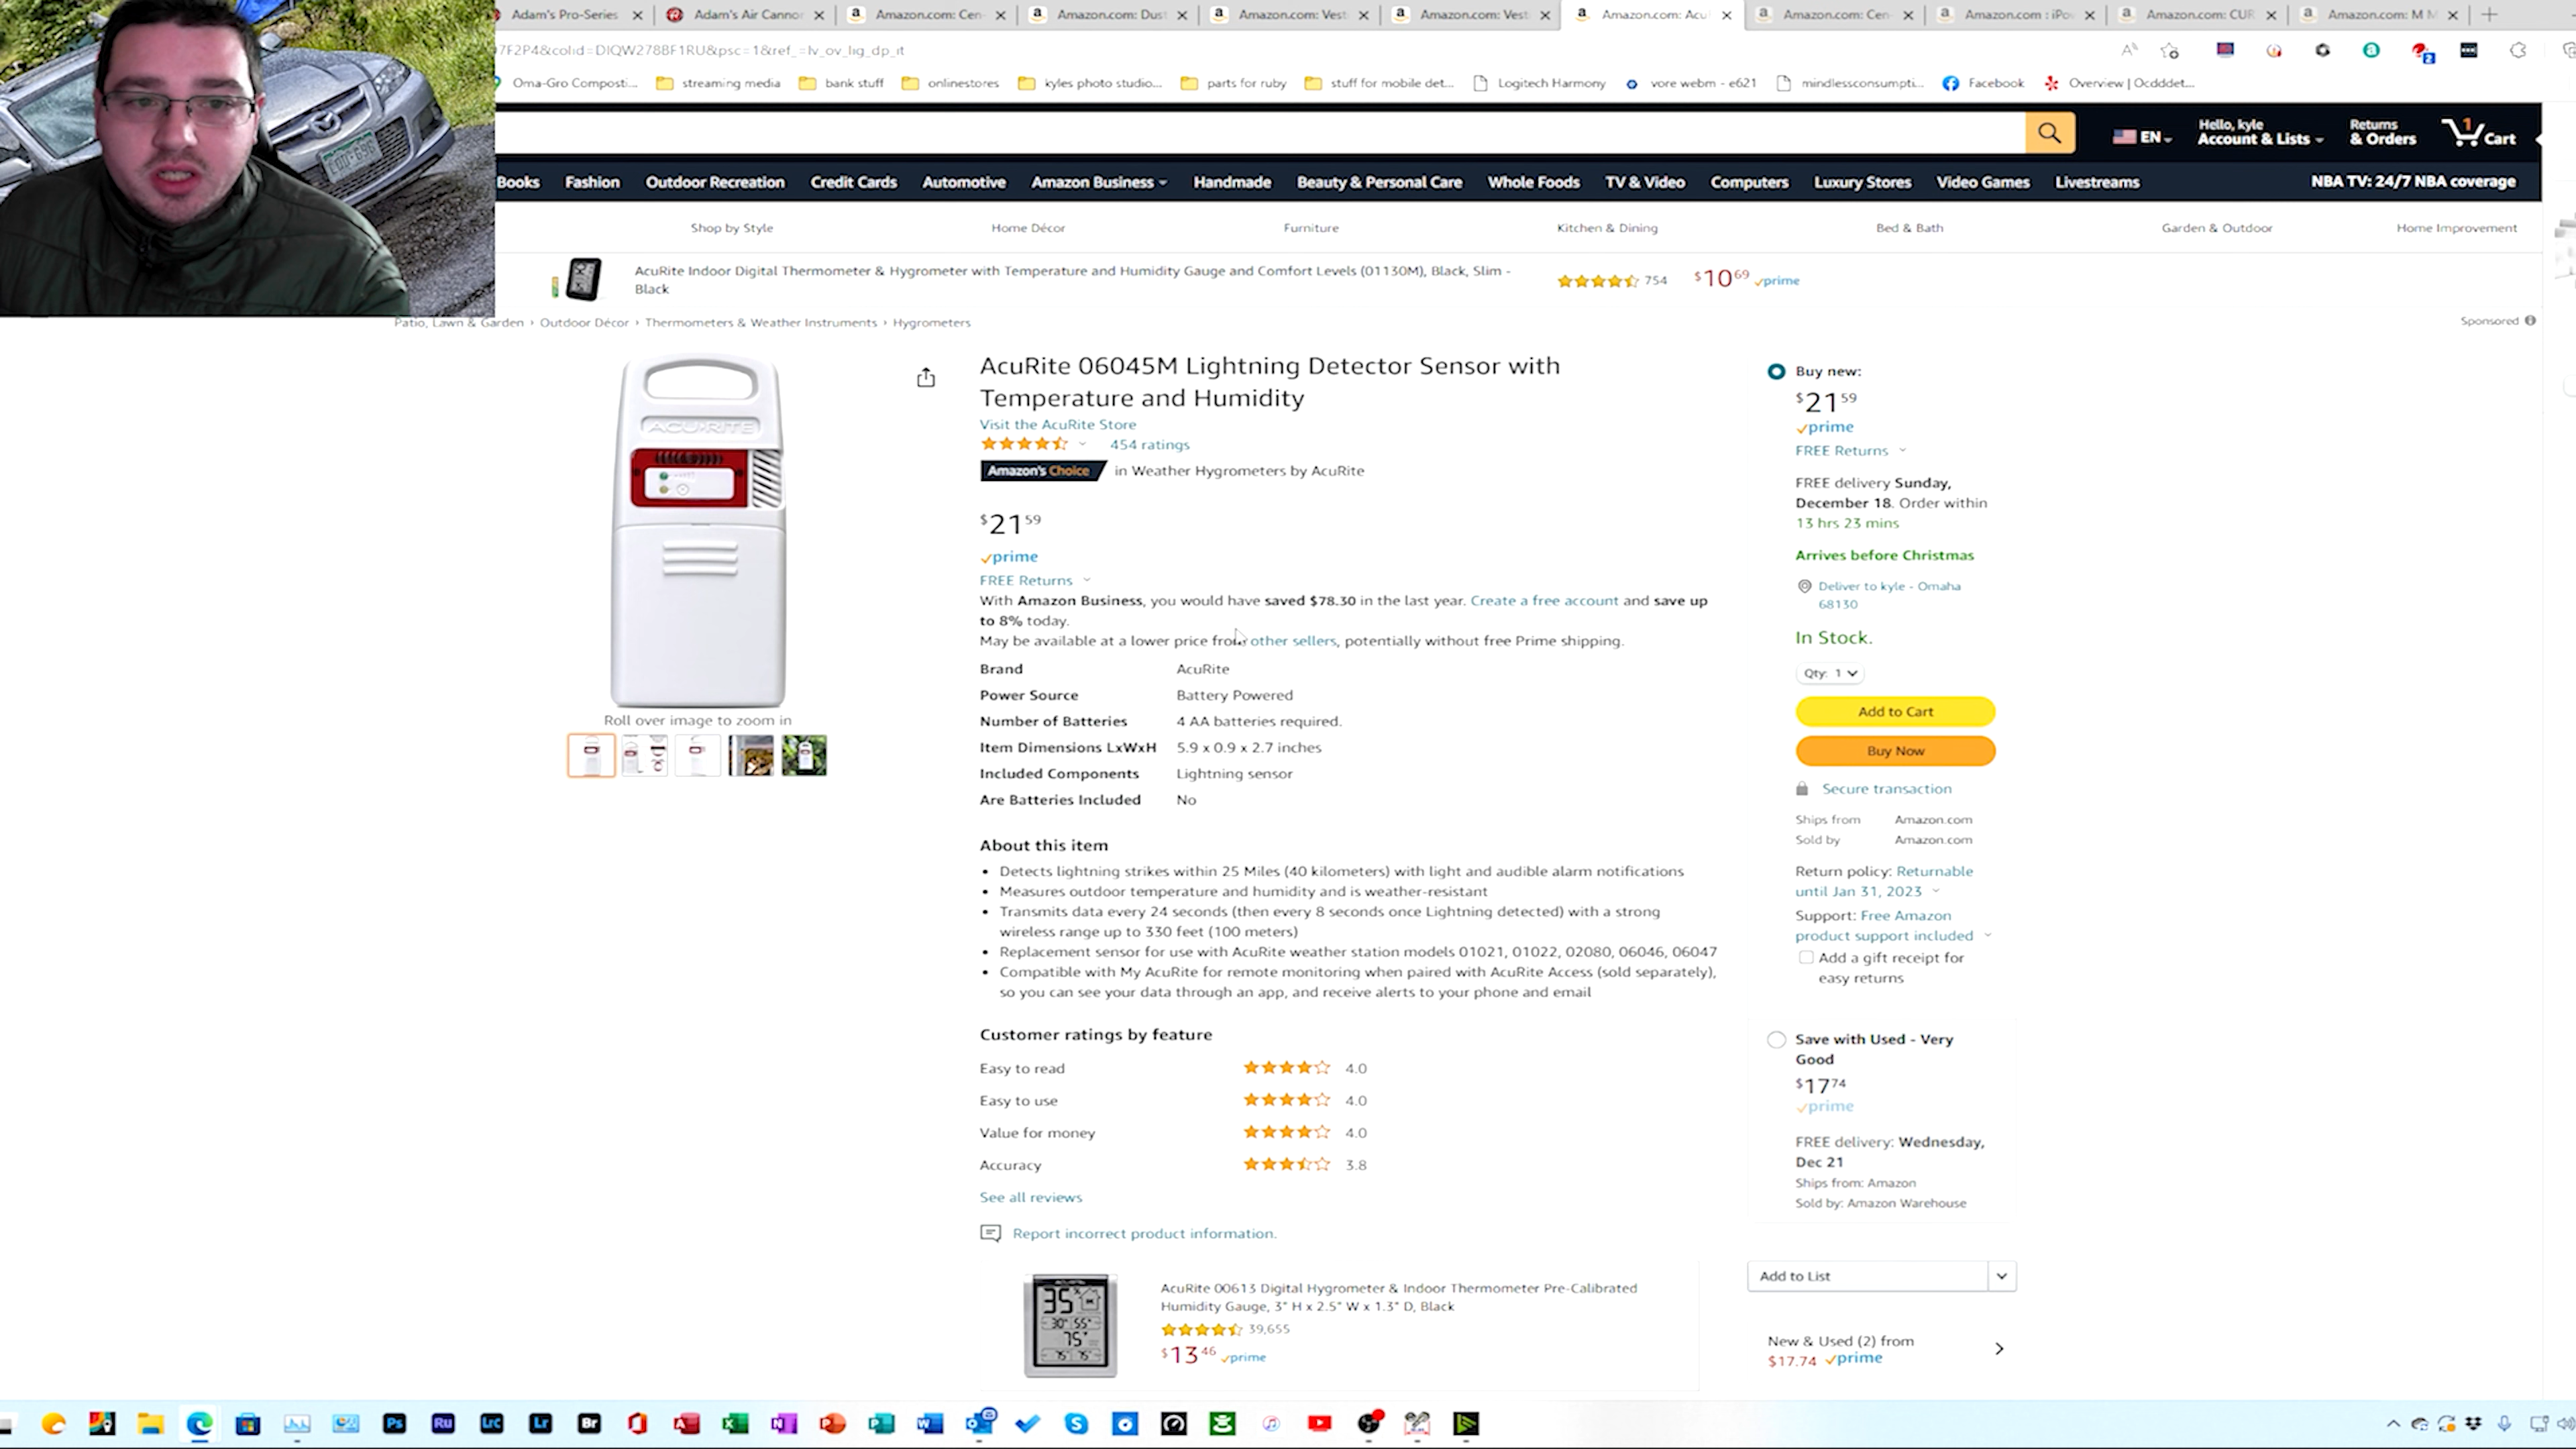 Adam's Pro-Series
Adam's Air Cannor
Amazon.com: Cen
Amazon.com: Dust
Amazon.com: Vest
Amazon.com: Vest
Amazon.com: Acu
Amazon.com: Cen
Amazon.com : iPov
Amazon.com: CUR
Amazon.com: M M
7F2P4&colid=DIQW278BF1RU&psc=1&ref_=lv_ov_lig_dp_it
Oma-Gro Composti...
streaming media
bank stuff
onlinestores
kyles photo studio...
parts for ruby
stuff for mobile det...
Logitech Harmony
vore webm - e621
mindlessconsumpti...
Facebook
Overview | Ocdddet...
EN
Hello, kyle
Account & Lists
Returns
& Orders
1
Cart
Books
Fashion
Outdoor Recreation
Credit Cards
Automotive
Amazon Business
Handmade
Beauty & Personal Care
Whole Foods
TV & Video
Computers
Luxury Stores
Video Games
Livestreams
NBA TV: 24/7 NBA coverage
Shop by Style
Home Décor
Furniture
Kitchen & Dining
Bed & Bath
Garden & Outdoor
Home Improvement
AcuRite Indoor Digital Thermometer & Hygrometer with Temperature and Humidity Gauge and Comfort Levels (01130M), Black, Slim -
Black
754
$10 69
prime
Patio, Lawn & Garden › Outdoor Décor › Thermometers & Weather Instruments › Hygrometers
Sponsored
ACU RITE
Roll over image to zoom in
AcuRite 06045M Lightning Detector Sensor with
Temperature and Humidity
Visit the AcuRite Store
454 ratings
Amazon's Choice in Weather Hygrometers by AcuRite
$21 59
prime
FREE Returns
With Amazon Business, you would have saved $78.30 in the last year. Create a free account and save up
to 8% today.
May be available at a lower price from other sellers, potentially without free Prime shipping.
Brand AcuRite
Power Source Battery Powered
Number of Batteries 4 AA batteries required.
Item Dimensions LxWxH 5.9 x 0.9 x 2.7 inches
Included Components Lightning sensor
Are Batteries Included No
About this item
• Detects lightning strikes within 25 Miles (40 kilometers) with light and audible alarm notifications
• Measures outdoor temperature and humidity and is weather-resistant
• Transmits data every 24 seconds (then every 8 seconds once Lightning detected) with a strong
wireless range up to 330 feet (100 meters)
• Replacement sensor for use with AcuRite weather station models 01021, 01022, 02080, 06046, 06047
• Compatible with My AcuRite for remote monitoring when paired with AcuRite Access (sold separately),
so you can see your data through an app, and receive alerts to your phone and email
Customer ratings by feature
Easy to read 4.0
Easy to use 4.0
Value for money 4.0
Accuracy 3.8
See all reviews
Report incorrect product information.
AcuRite 00613 Digital Hygrometer & Indoor Thermometer Pre-Calibrated
Humidity Gauge, 3" H x 2.5" W x 1.3" D, Black
39,655
$13 46 prime
Buy new:
$21 59
prime
FREE Returns
FREE delivery Sunday,
December 18. Order within
13 hrs 23 mins
Arrives before Christmas
Deliver to kyle - Omaha
68130
In Stock.
Qty: 1
Add to Cart
Buy Now
Secure transaction
Ships from Amazon.com
Sold by Amazon.com
Return policy: Returnable
until Jan 31, 2023
Support: Free Amazon
product support included
Add a gift receipt for
easy returns
Save with Used - Very
Good
$17 74
prime
FREE delivery: Wednesday,
Dec 21
Ships from: Amazon
Sold by: Amazon Warehouse
Add to List
New & Used (2) from
$17.74 prime
Ps
Ru
LrC
Lr
Br